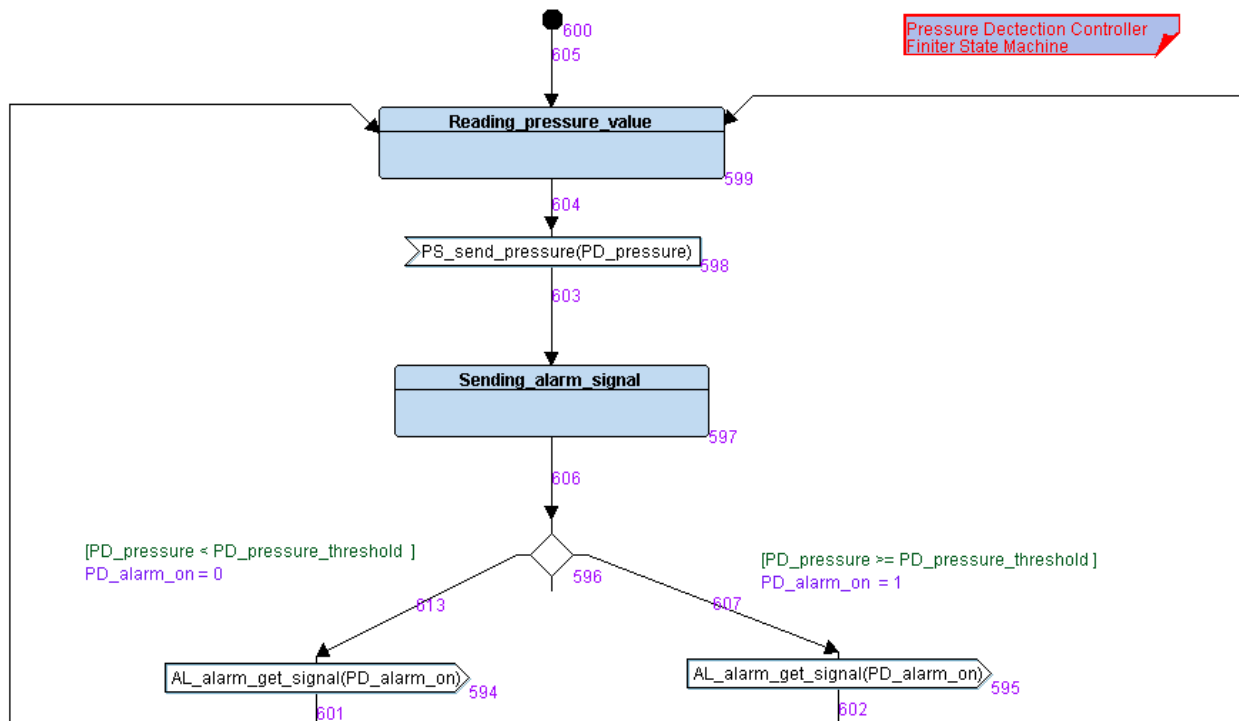 600
605
Pressure Dectection Controller
Finiter State Machine
Reading_pressure_value
599
604
PS_send_pressure(PD_pressure)
598
603
Sending_alarm_signal
597
606
[PD_pressure < PD_pressure_threshold ]
PD_alarm_on = 0
[PD_pressure >= PD_pressure_threshold ]
PD_alarm_on = 1
596
613
607
AL_alarm_get_signal(PD_alarm_on)
594
AL_alarm_get_signal(PD_alarm_on)
595
601
602